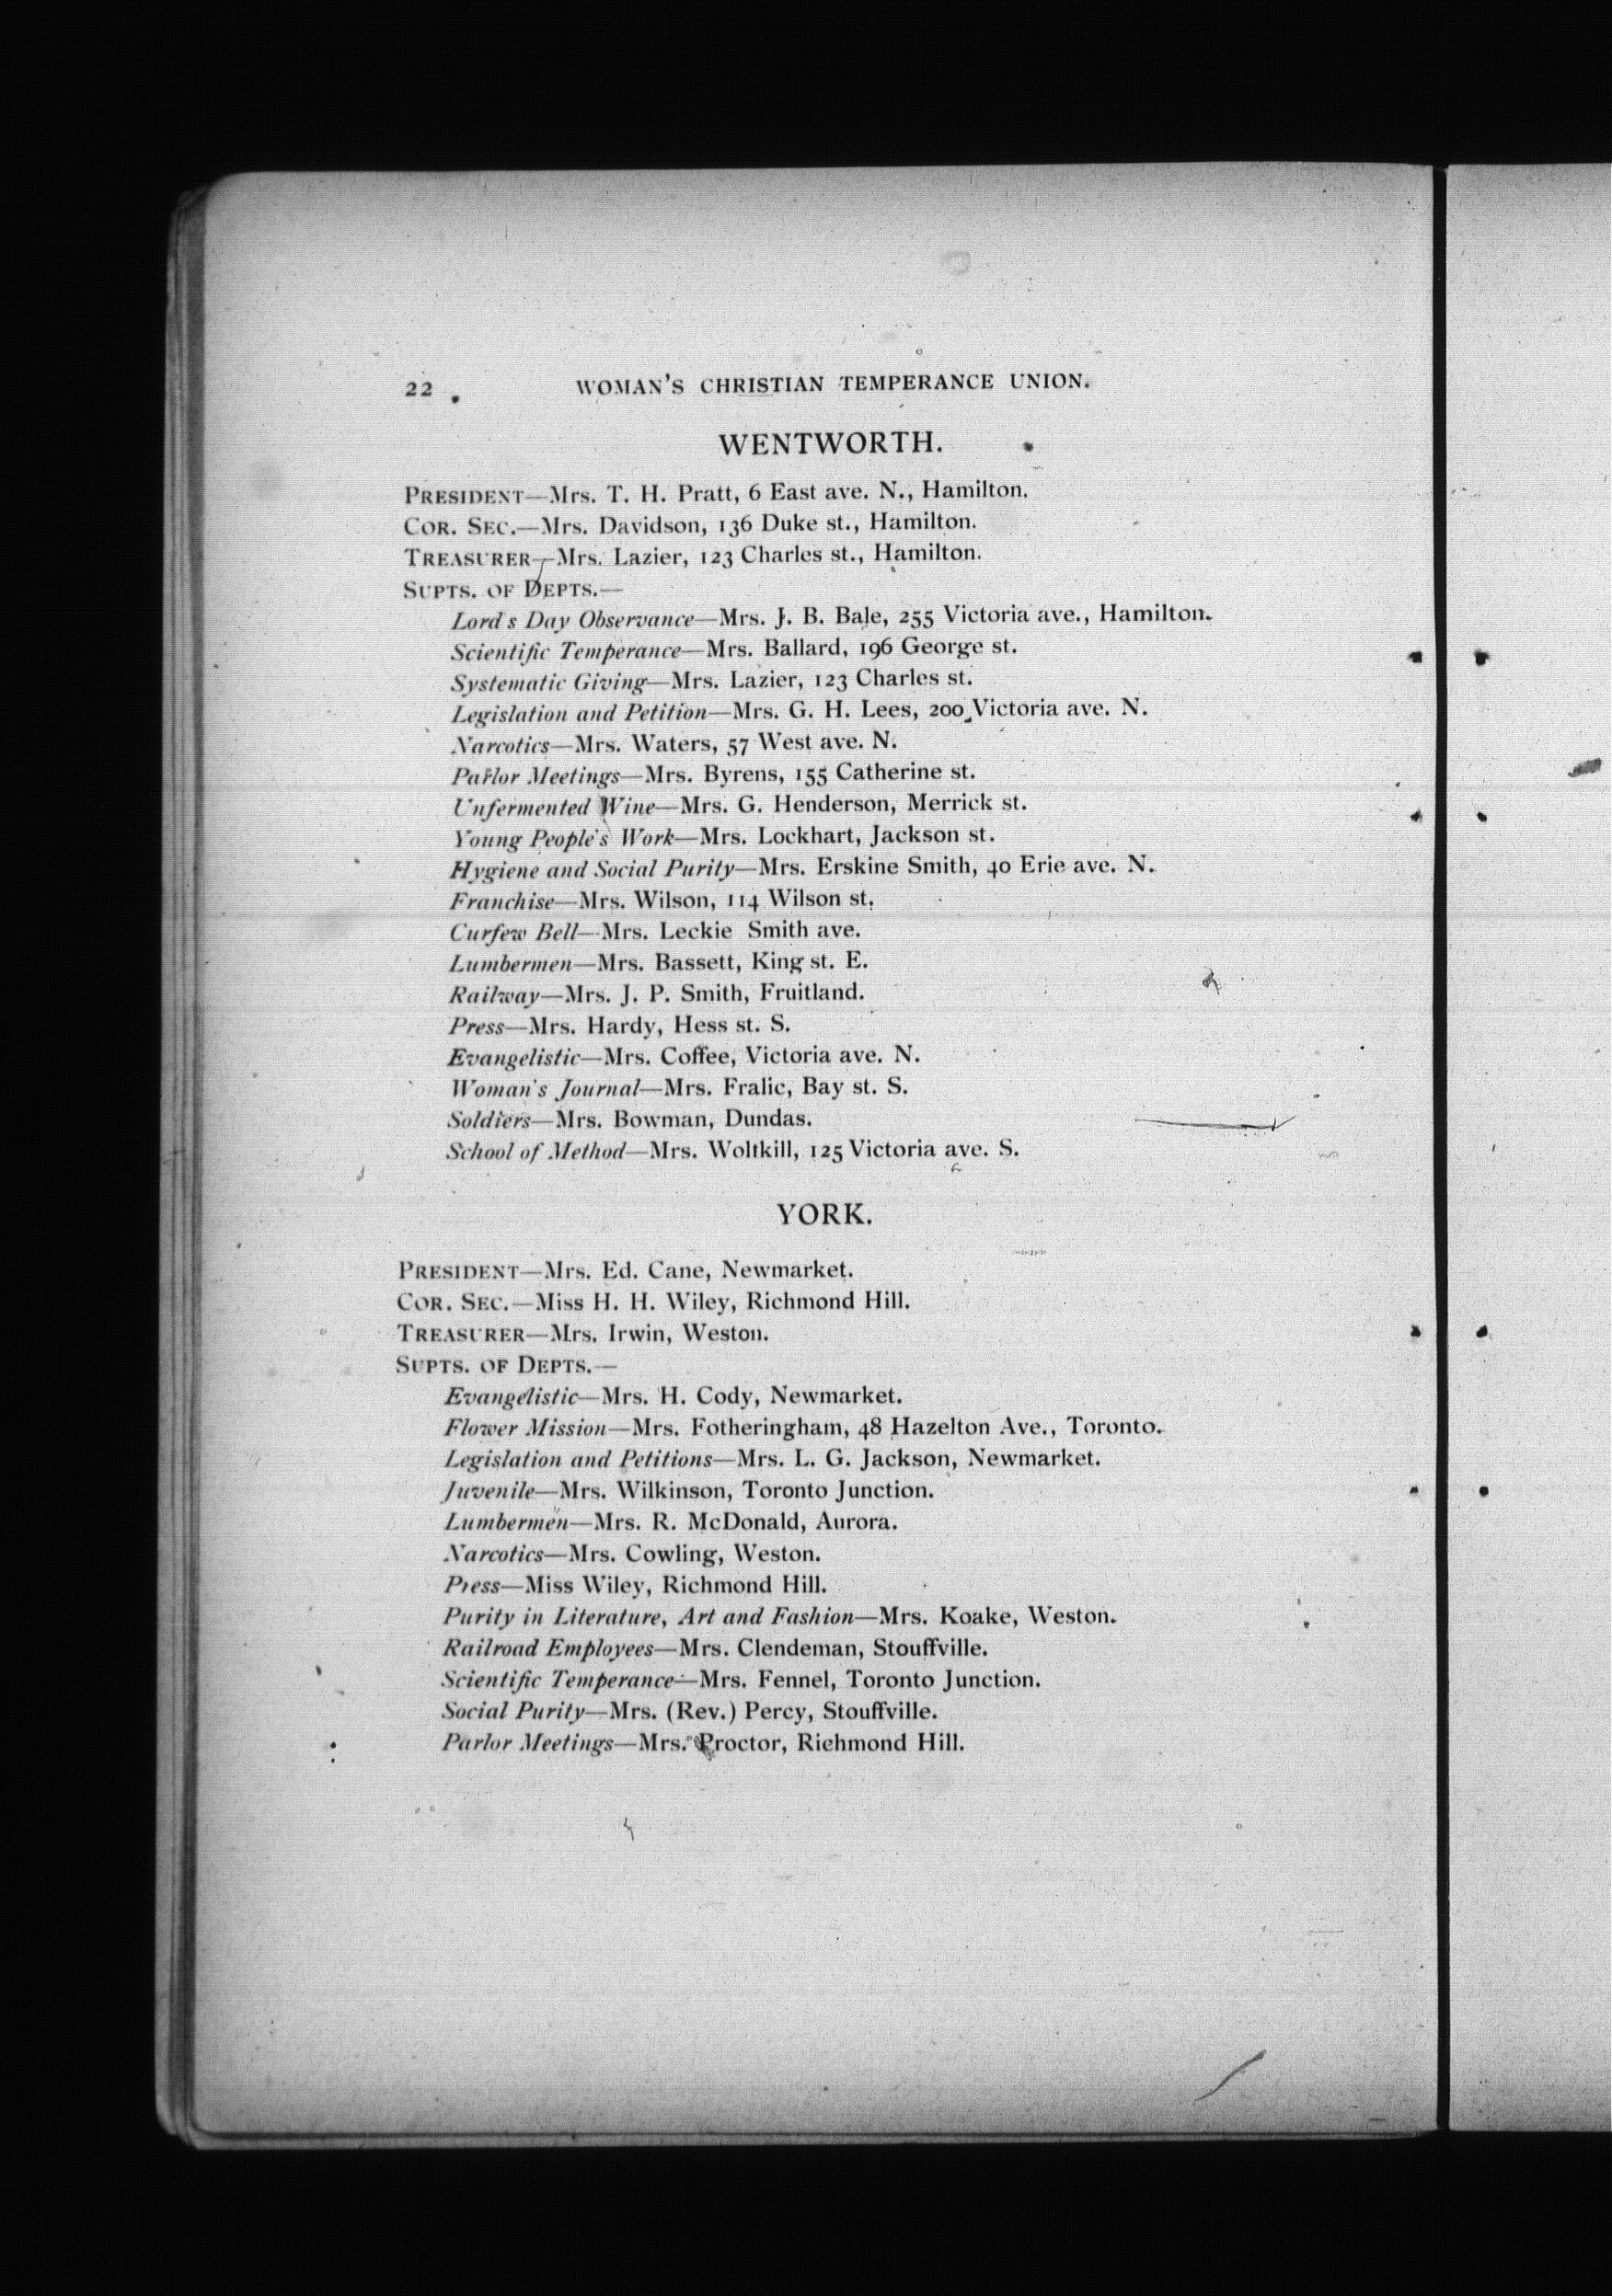 22 WOMAN'S CHRISTIAN TEMPERANCE UNION.
WENTWORTH.
PRESIDENT—Mrs. T. H. Pratt, 6 East ave. N., Hamilton.
COR. SEC.—Mrs. Davidson, 136 Duke st., Hamilton.
TREASURER—Mrs. Lazier, 123 Charles st., Hamilton.
SUPTS. OF DEPTS.—
Lord's Day Observance—Mrs. J. B. Bale, 255 Victoria ave., Hamilton.
Scientific Temperance—Mrs. Ballard, 196 George st.
Systematic Giving—Mrs. Lazier, 123 Charles st.
Legislation and Petition—Mrs. G. H. Lees, 200 Victoria ave. N.
Narcotics—Mrs. Waters, 57 West ave. N.
Parlor Meetings—Mrs. Byrens, 155 Catherine st.
Unfermented Wine—Mrs. G. Henderson, Merrick st.
Young People's Work—Mrs. Lockhart, Jackson st.
Hygiene and Social Purity—Mrs. Erskine Smith, 40 Erie ave. N.
Franchise—Mrs. Wilson, 114 Wilson st.
Curfew Bell—Mrs. Leckie Smith ave.
Lumbermen—Mrs. Bassett, King st. E.
Railway—Mrs. J. P. Smith, Fruitland.
Press—Mrs. Hardy, Hess st. S.
Evangelistic—Mrs. Coffee, Victoria ave. N.
Woman's Journal—Mrs. Fralic, Bay st. S.
Soldiers—Mrs. Bowman, Dundas.
School of Method—Mrs. Woltkill, 125 Victoria ave. S.
YORK.
PRESIDENT—Mrs. Ed. Cane, Newmarket.
COR. SEC.—Miss H. H. Wiley, Richmond Hill.
TREASURER—Mrs. Irwin, Weston.
SUPTS. OF DEPTS.—
Evangelistic—Mrs. H. Cody, Newmarket.
Flower Mission—Mrs. Fotheringham, 48 Hazelton Ave., Toronto.
Legislation and Petitions—Mrs. L. G. Jackson, Newmarket.
Juvenile—Mrs. Wilkinson, Toronto Junction.
Lumbermen—Mrs. R. McDonald, Aurora.
Narcotics—Mrs. Cowling, Weston.
Press—Miss Wiley, Richmond Hill.
Purity in Literature, Art and Fashion—Mrs. Koake, Weston.
Railroad Employees—Mrs. Clendeman, Stouffville.
Scientific Temperance—Mrs. Fennel, Toronto Junction.
Social Purity—Mrs. (Rev.) Percy, Stouffville.
Parlor Meetings—Mrs. Proctor, Richmond Hill.